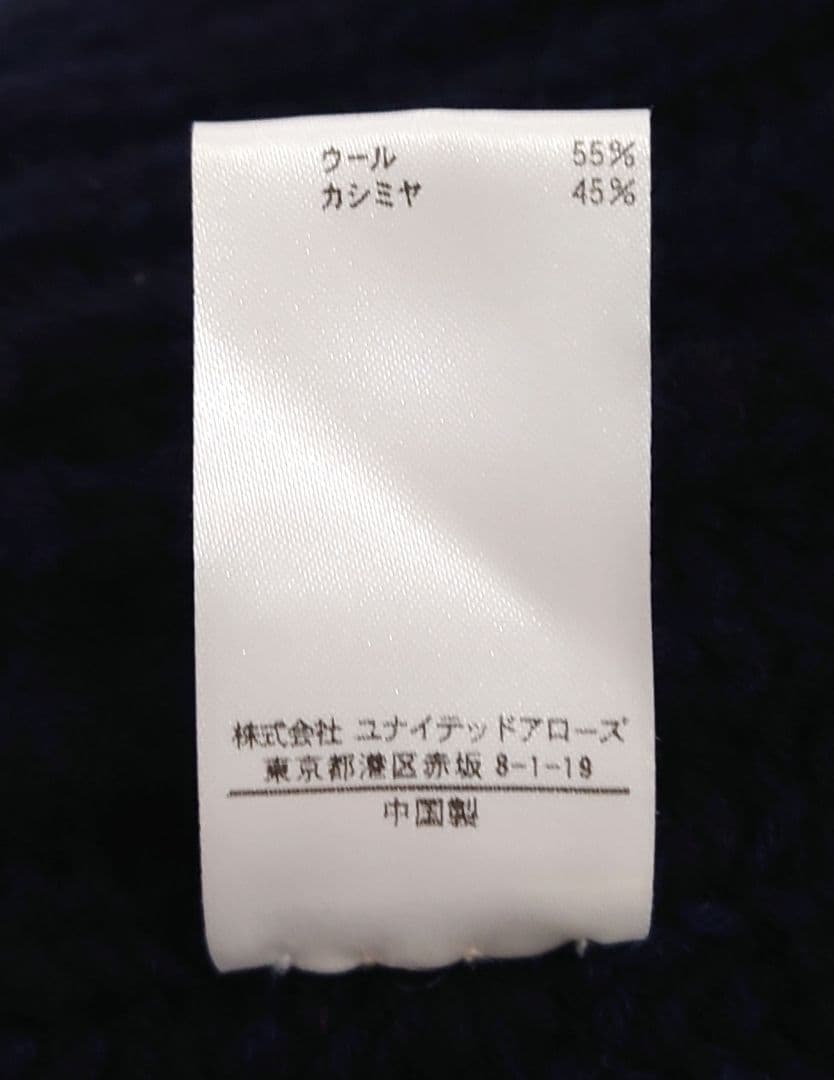 ウール 55%
カシミヤ 45%
株式会社 ユナイテッドアローズ
東京都港区赤坂 8-1-19
中国製